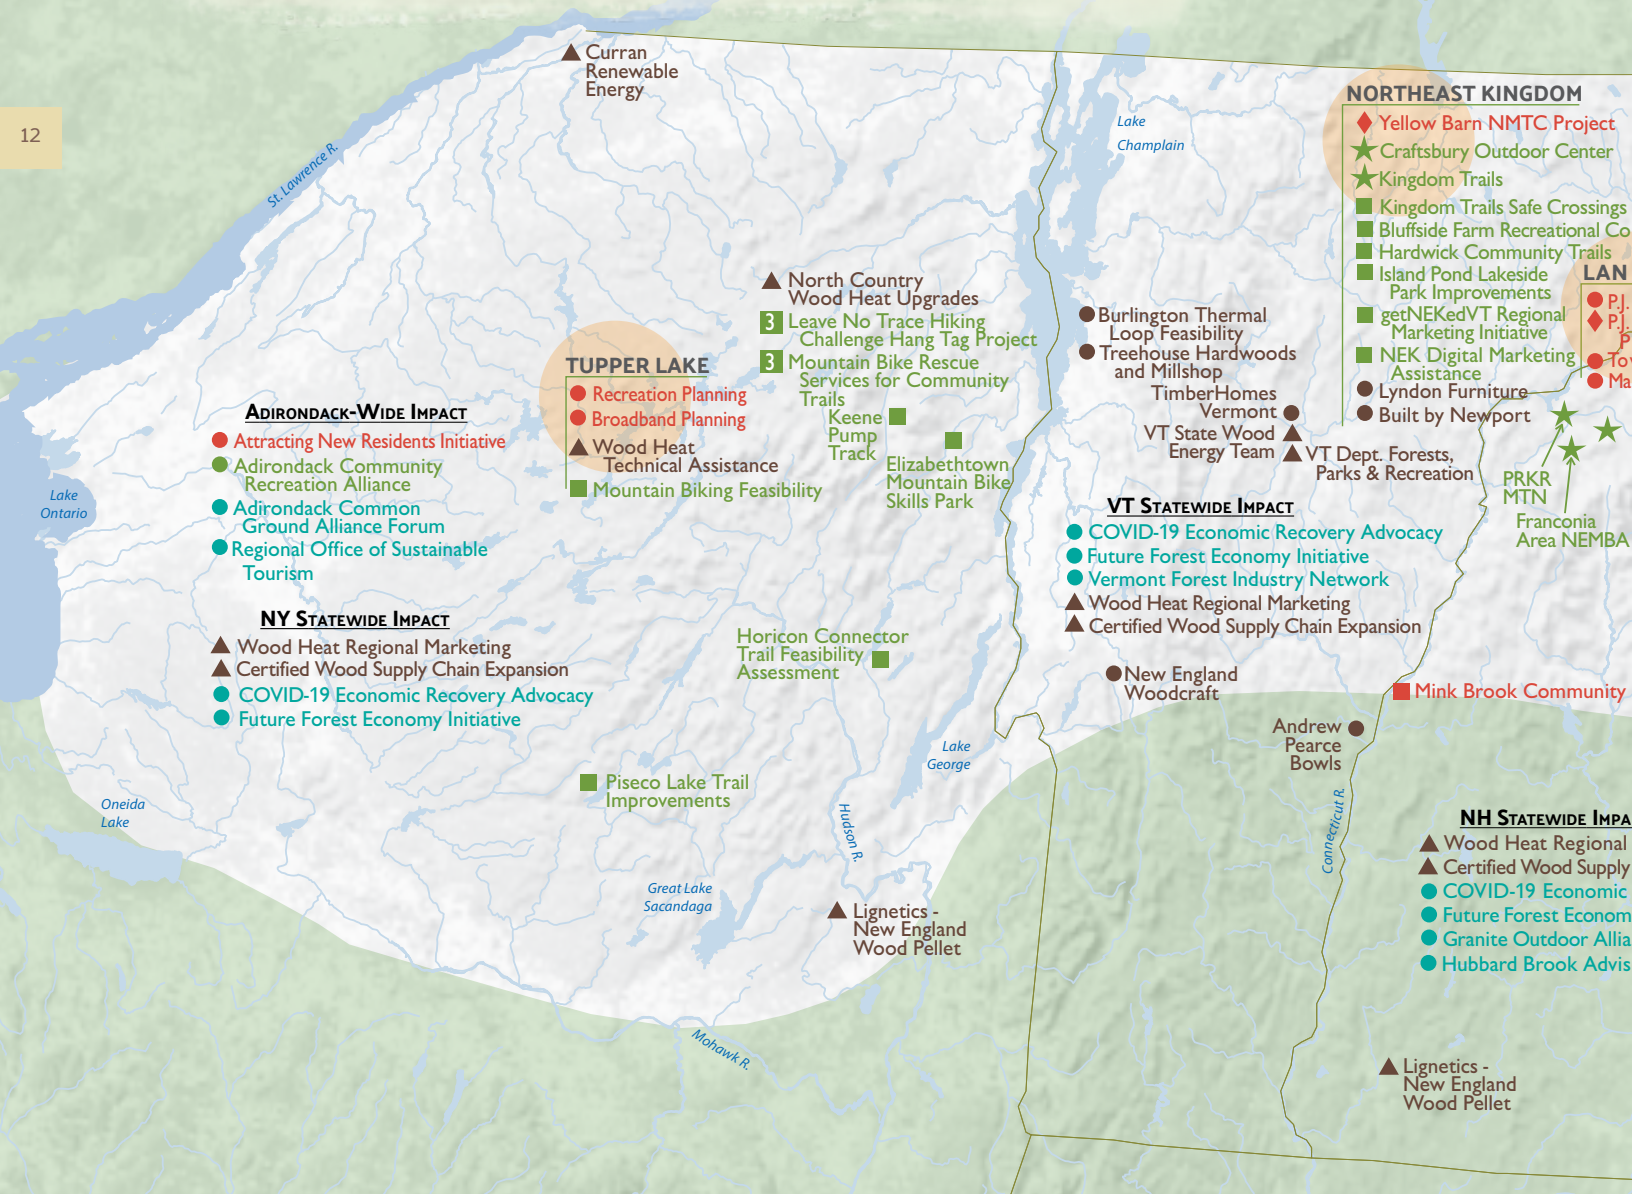 12
Curran
Renewable
Energy
St. Lawrence R.
Lake
Champlain
Lake
Ontario
ADIRONDACK-WIDE IMPACT
Attracting New Residents Initiative
Adirondack Community
Recreation Alliance
Adirondack Common
Ground Alliance Forum
Regional Office of Sustainable
Tourism
NY STATEWIDE IMPACT
Wood Heat Regional Marketing
Certified Wood Supply Chain Expansion
COVID-19 Economic Recovery Advocacy
Future Forest Economy Initiative
TUPPER LAKE
Recreation Planning
Broadband Planning
Wood Heat
Technical Assistance
Mountain Biking Feasibility
North Country
Wood Heat Upgrades
3 Leave No Trace Hiking
Challenge Hang Tag Project
3 Mountain Bike Rescue
Services for Community
Trails
Keene
Pump
Track
Elizabethtown
Mountain Bike
Skills Park
Horicon Connector
Trail Feasibility
Assessment
Piseco Lake Trail
Improvements
Oneida
Lake
Great Lake
Sacandaga
Lake
George
Hudson R.
Lignetics -
New England
Wood Pellet
Mohawk R.
Burlington Thermal
Loop Feasibility
Treehouse Hardwoods
and Millshop
TimberHomes
Vermont
VT State Wood
Energy Team
VT Dept. Forests,
Parks & Recreation
VT STATEWIDE IMPACT
COVID-19 Economic Recovery Advocacy
Future Forest Economy Initiative
Vermont Forest Industry Network
Wood Heat Regional Marketing
Certified Wood Supply Chain Expansion
New England
Woodcraft
Andrew
Pearce
Bowls
Connecticut R.
NORTHEAST KINGDOM
Yellow Barn NMTC Project
Craftsbury Outdoor Center
Kingdom Trails
Kingdom Trails Safe Crossings
Bluffside Farm Recreational Co
Hardwick Community Trails
Island Pond Lakeside
Park Improvements
getNEKedVT Regional
Marketing Initiative
NEK Digital Marketing
Assistance
Lyndon Furniture
Built by Newport
LAN
P.J.
P.J.
P
Tov
Ma
PRKR
MTN
Franconia
Area NEMBA
Mink Brook Community
NH STATEWIDE IMPA
Wood Heat Regional
Certified Wood Supply
COVID-19 Economic
Future Forest Econom
Granite Outdoor Allia
Hubbard Brook Advis
Lignetics -
New England
Wood Pellet